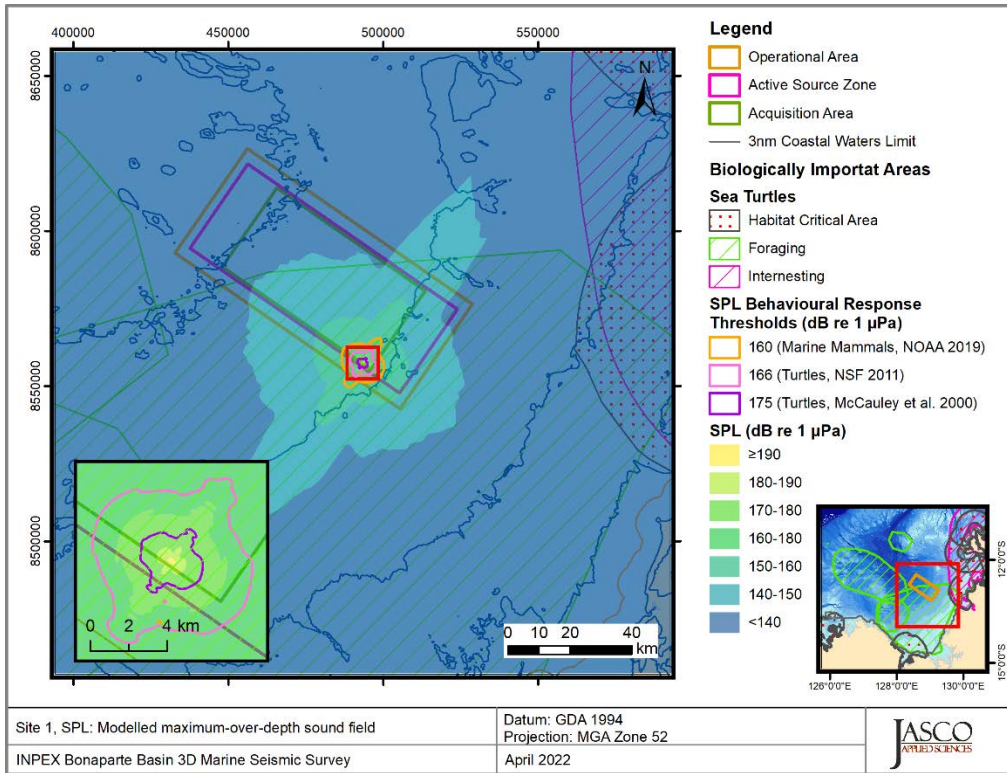 400000 450000 500000 550000
8650000
8600000
8550000
8500000
N
0 2 4 km
0 10 20 40
km
Legend
Operational Area
Active Source Zone
Acquisition Area
3nm Coastal Waters Limit
Biologically Importat Areas
Sea Turtles
Habitat Critical Area
Foraging
Internesting
SPL Behavioural Response
Thresholds (dB re 1 µPa)
160 (Marine Mammals, NOAA 2019)
166 (Turtles, NSF 2011)
175 (Turtles, McCauley et al. 2000)
SPL (dB re 1 µPa)
≥190
180-190
170-180
160-180
150-160
140-150
<140
12°0'0"S
15°0'0"S
126°0'0"E 128°0'0"E 130°0'0"E
Site 1, SPL: Modelled maximum-over-depth sound field
Datum: GDA 1994
Projection: MGA Zone 52
INPEX Bonaparte Basin 3D Marine Seismic Survey
April 2022
JASCO
APPLIED SCIENCES